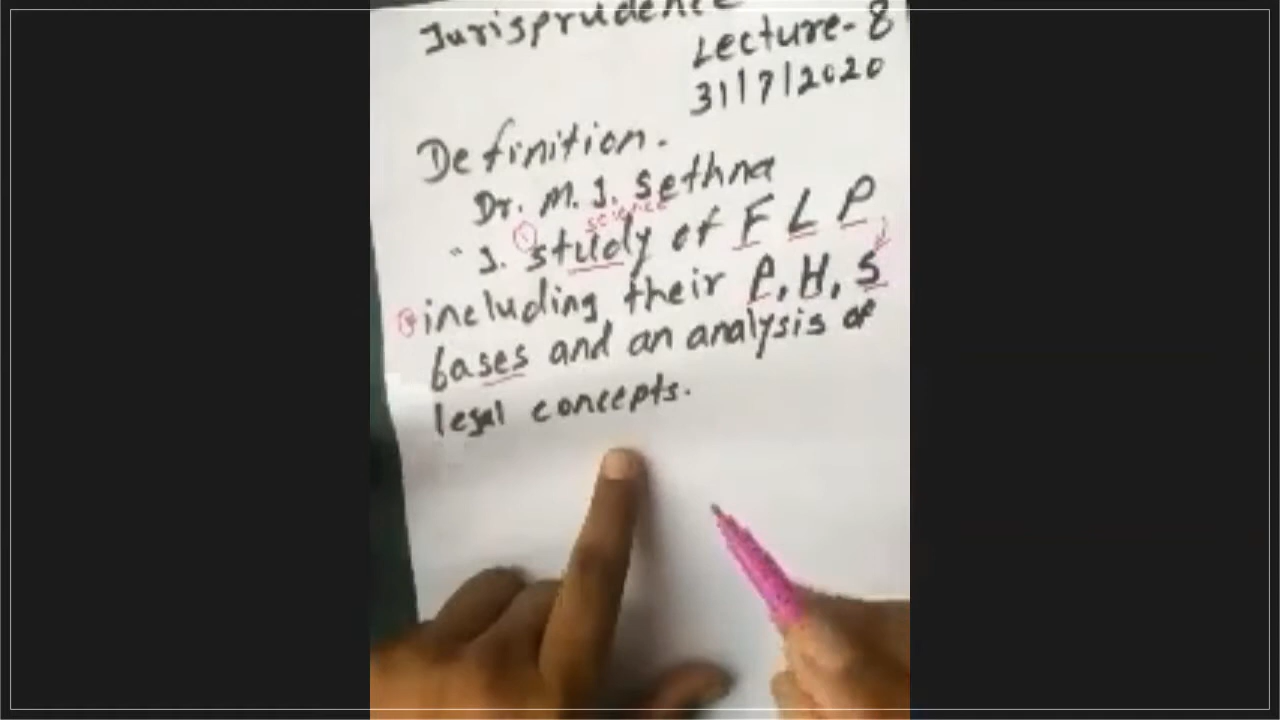 Jurisprudence
Lecture-8
31/7/2020
Definition.
Dr. M. J. Sethna
science
" J. ① study of F L P
including their P, H, S
bases and an analysis of
legal concepts.